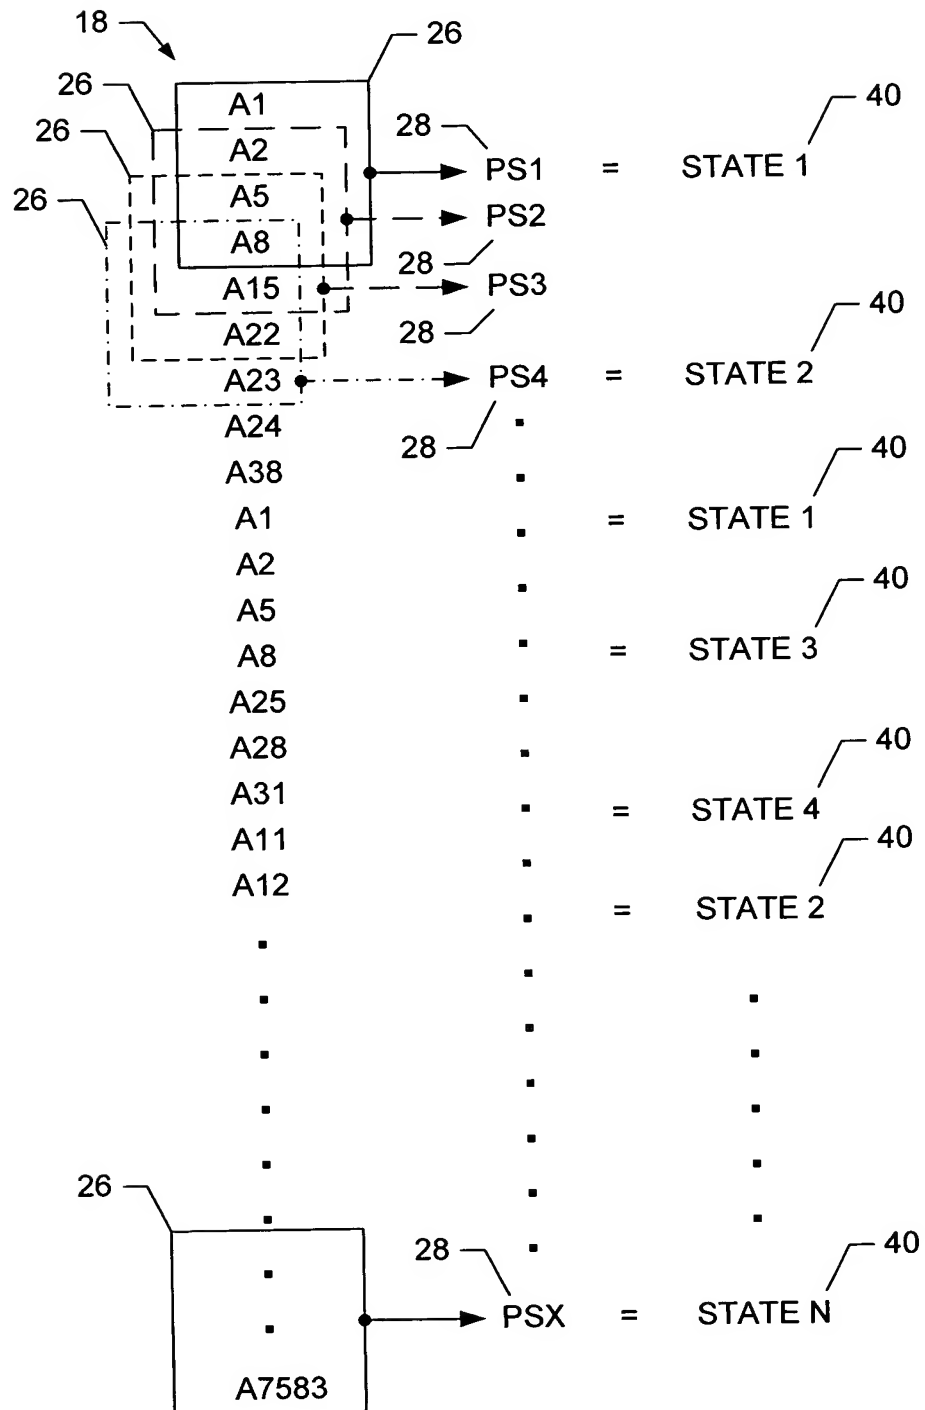 18
26
26
A1
40
26
28
A2
PS1 = STATE 1
26
A5
PS2
A8
28
A15
PS3
A22
28
A23
PS4 = STATE 2
A24
28
40
A38
40
A1
= STATE 1
A2
40
A5
A8
= STATE 3
A25
A28
40
A31
= STATE 4
A11
40
A12
= STATE 2
26
28
40
PSX = STATE N
A7583